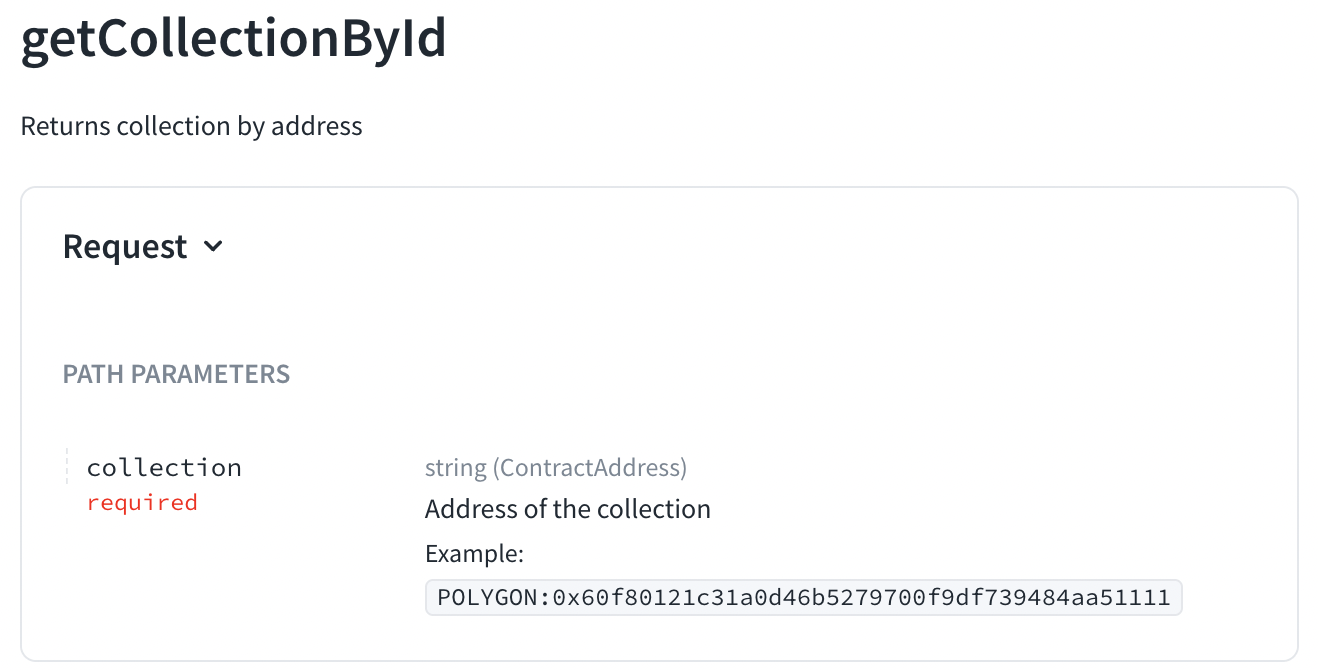 getCollectionById
Returns collection by address
Request
PATH PARAMETERS
collection
required
string (ContractAddress)
Address of the collection
Example:
POLYGON:0x60f80121c31a0d46b5279700f9df739484aa51111